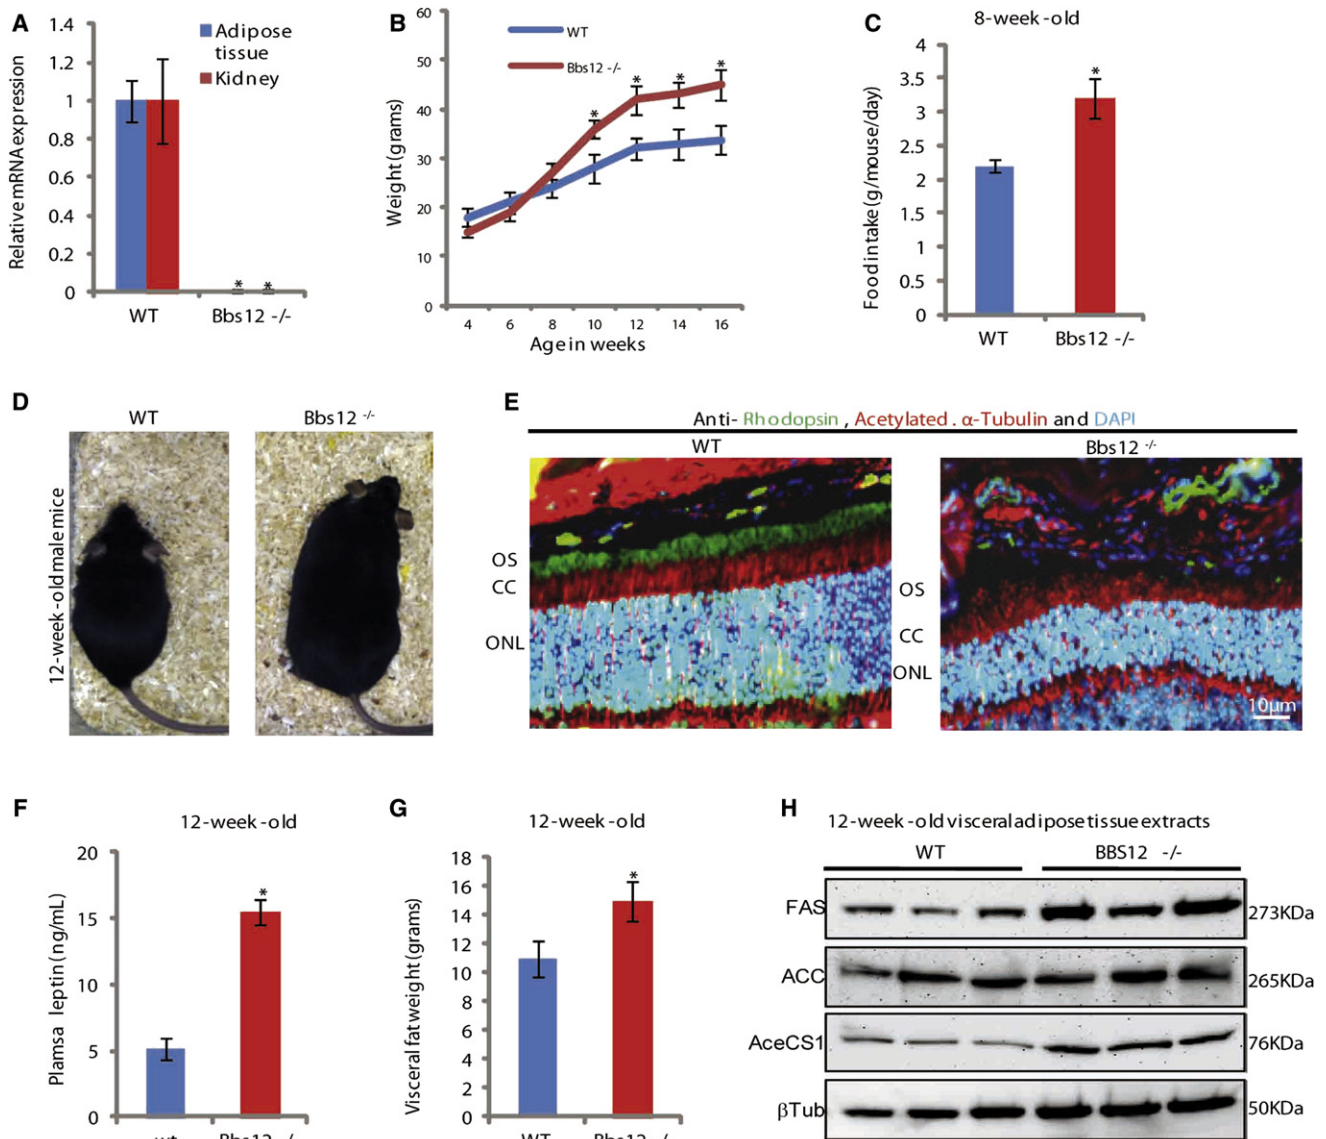 A
1.4
1.2
1
0.8
0.6
0.4
0.2
0
Relative mRNA expression
Adipose
tissue
Kidney
* *
WT Bbs12 -/-
B
60
50
40
30
20
10
0
Weight (grams)
WT
Bbs12 -/-
* * * *
4 6 8 10 12 14 16
Age in weeks
C
8-week-old
4
3.5
3
2.5
2
1.5
1
0.5
0
Food intake (g/mouse/day)
*
WT Bbs12 -/-
D
WT Bbs12 -/-
12-week-old male mice
E
Anti- Rhodopsin , Acetylated . α-Tubulin and DAPI
WT Bbs12 -/-
OS
CC
ONL
OS
CC
ONL
10µm
F
12-week-old
20
15
10
5
0
Plamsa leptin (ng/mL)
*
wt Bbs12 -/-
G
12-week-old
18
16
14
12
10
8
6
4
2
0
Visceral fat weight (grams)
*
WT Bbs12 -/-
H
12-week-old visceral adipose tissue extracts
WT BBS12 -/-
FAS 273KDa
ACC 265KDa
AceCS1 76KDa
βTub 50KDa